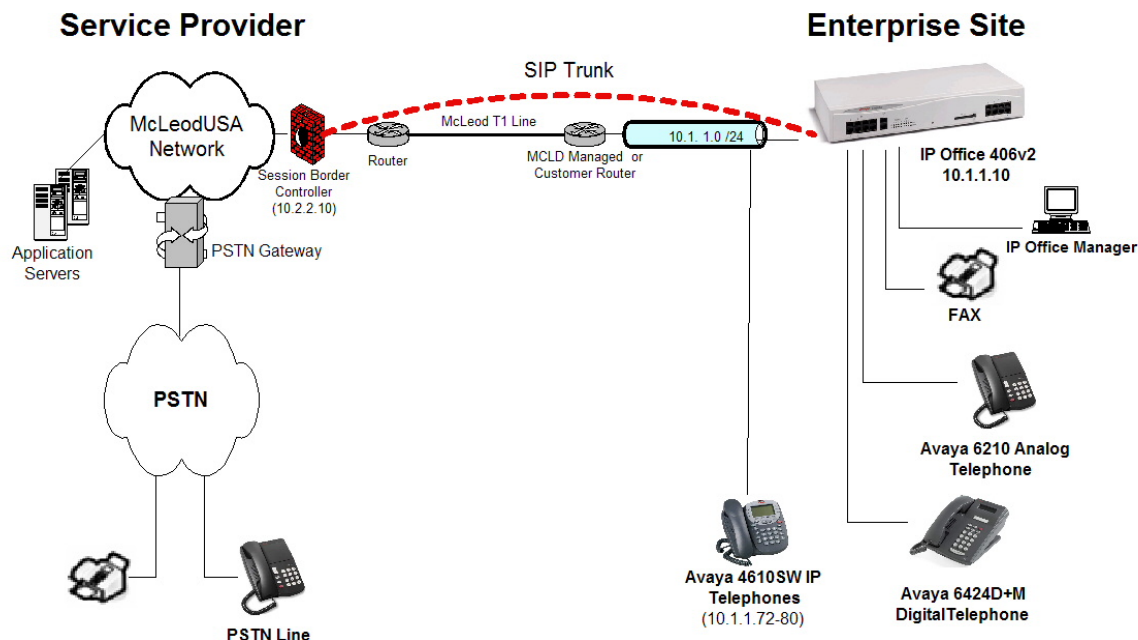 Service Provider
Enterprise Site
SIP Trunk
McLeodUSA
Network
McLeod T1 Line
10.1. 1.0 /24
Router
MCLD Managed or
Customer Router
Session Border
Controller
(10.2.2.10)
IP Office 406v2
10.1.1.10
Application
Servers
PSTN Gateway
IP Office Manager
FAX
PSTN
Avaya 6210 Analog
Telephone
Avaya 4610SW IP
Telephones
(10.1.1.72-80)
Avaya 6424D+M
DigitalTelephone
PSTN Line